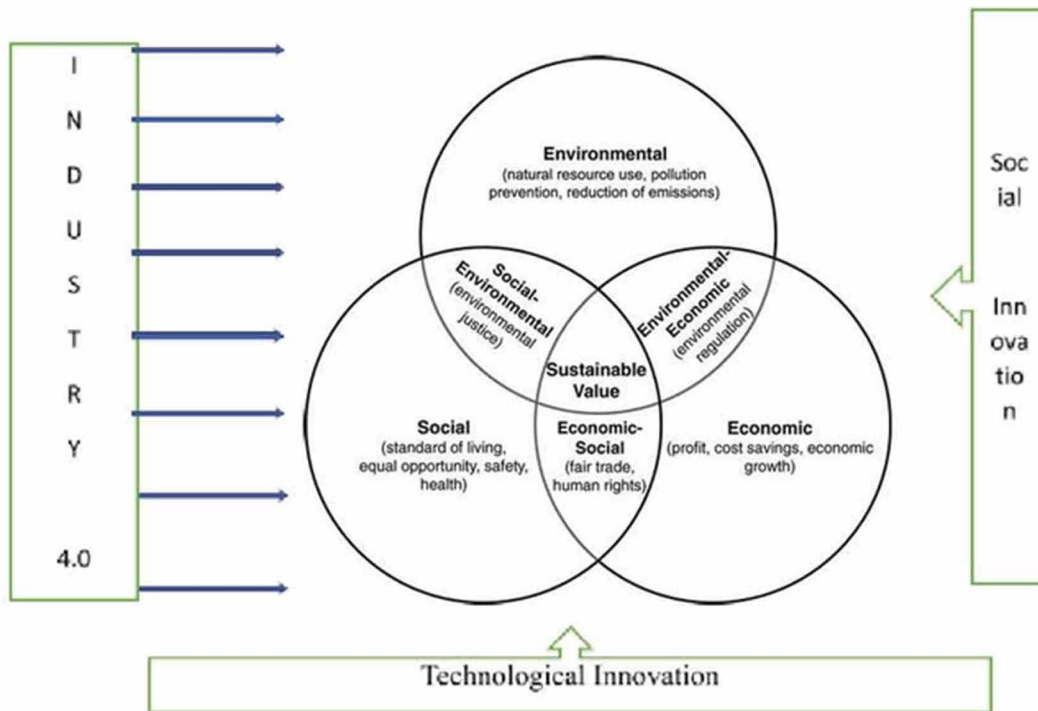 I
N
D
U
S
T
R
Y
4.0
Environmental
(natural resource use, pollution
prevention, reduction of emissions)
Social-
Environmental
(environmental
justice)
Environmental-
Economic
(environmental
regulation)
Sustainable
Value
Social
(standard of living,
equal opportunity, safety,
health)
Economic-
Social
(fair trade,
human rights)
Economic
(profit, cost savings, economic
growth)
Soc
ial
Inn
ova
tio
n
Technological Innovation